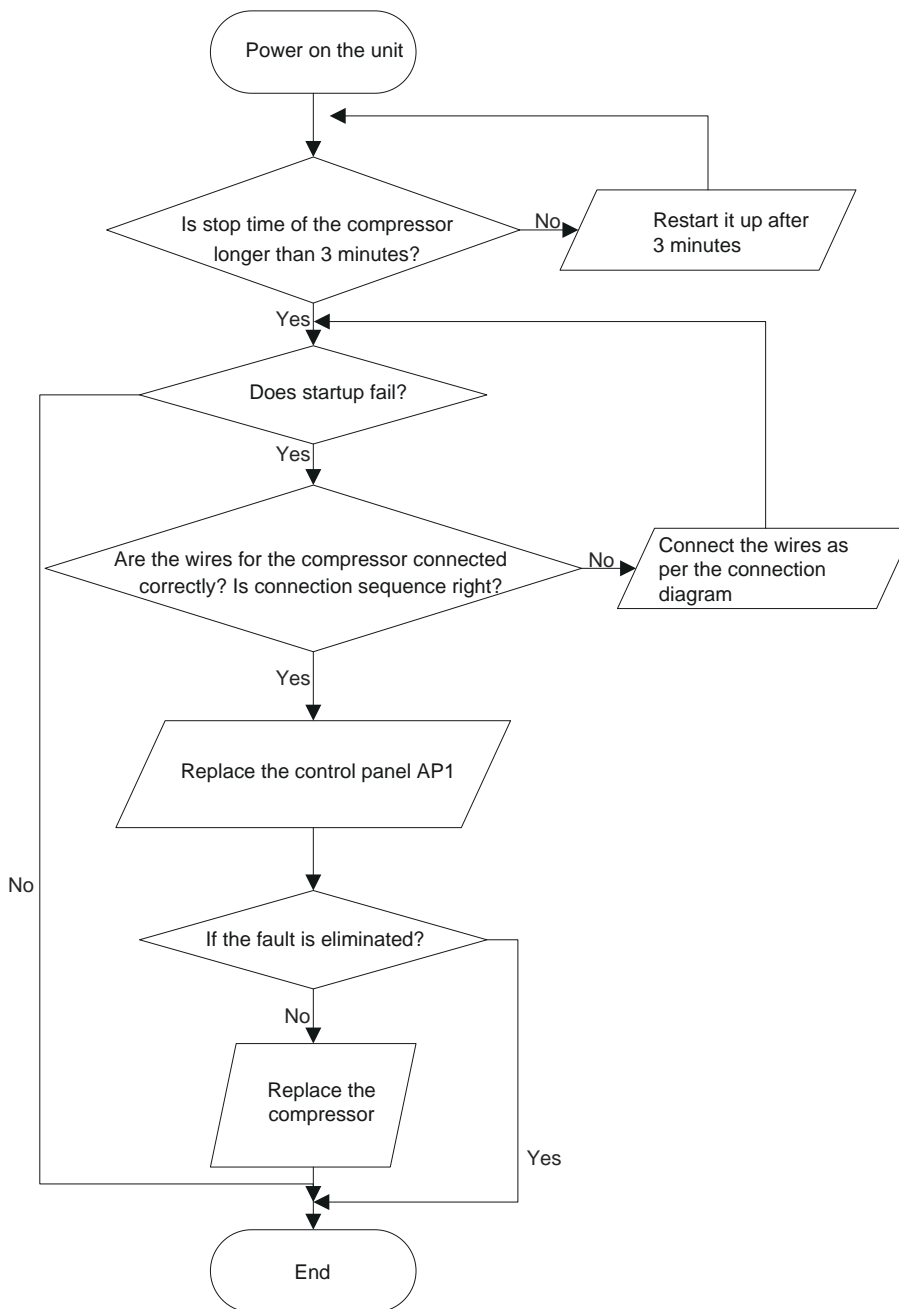 Power on the unit
Is stop time of the compressor
longer than 3 minutes?
No
Restart it up after
3 minutes
Yes
Does startup fail?
Yes
Are the wires for the compressor connected
correctly? Is connection sequence right?
No
Connect the wires as
per the connection
diagram
Yes
Replace the control panel AP1
No
If the fault is eliminated?
No
Replace the
compressor
Yes
End